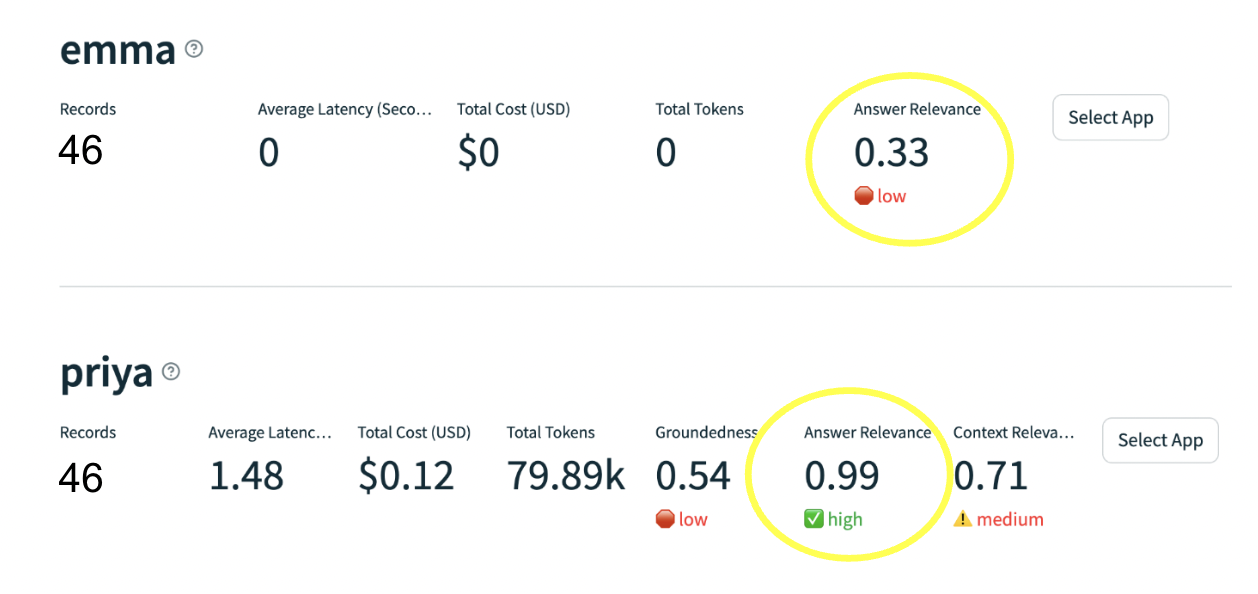 emma ?
Records Average Latency (Seco... Total Cost (USD) Total Tokens Answer Relevance Select App
46 0 $0 0 0.33
low
priya ?
Records Average Latenc... Total Cost (USD) Total Tokens Groundedness Answer Relevance Context Releva... Select App
46 1.48 $0.12 79.89k 0.54 0.99 0.71
low high medium